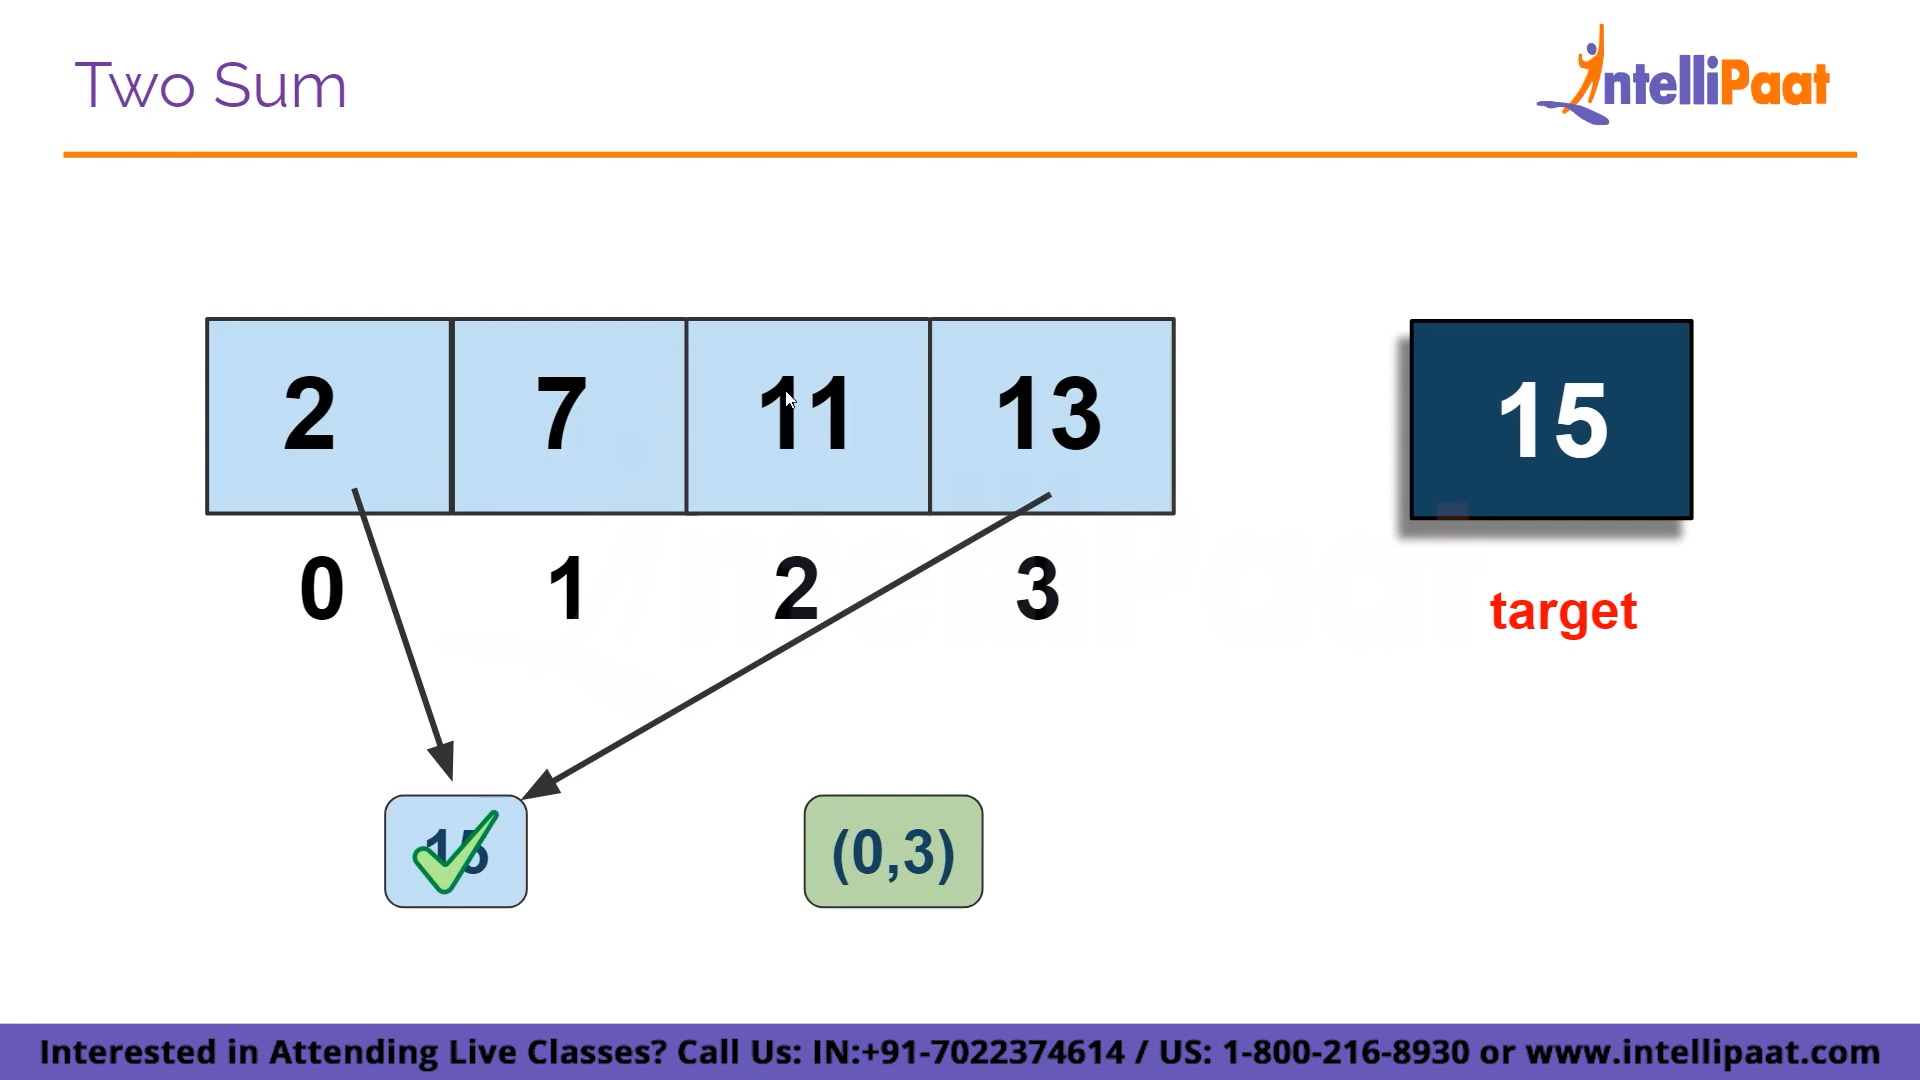 Two Sum
IntelliPaat
2 7 11 13
15
0 1 2 3
target
15
(0,3)
Interested in Attending Live Classes? Call Us: IN:+91-7022374614 / US: 1-800-216-8930 or www.intellipaat.com